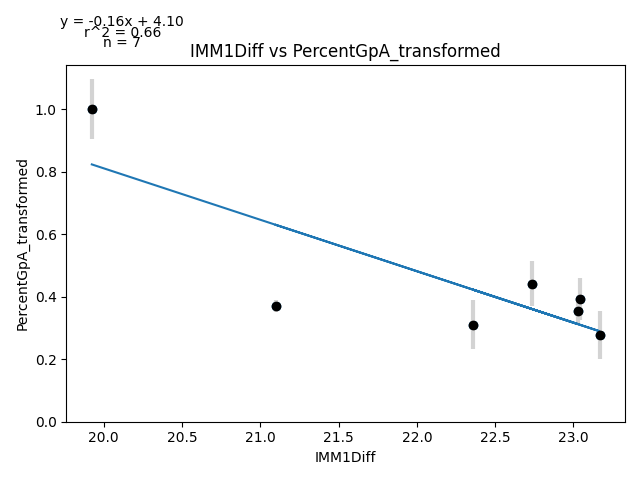 y = -0.16x + 4.10
r^2 = 0.66
n = 7
IMM1Diff vs PercentGpA_transformed
PercentGpA_transformed
1.0
0.8
0.6
0.4
0.2
0.0
20.0 20.5 21.0 21.5 22.0 22.5 23.0
IMM1Diff